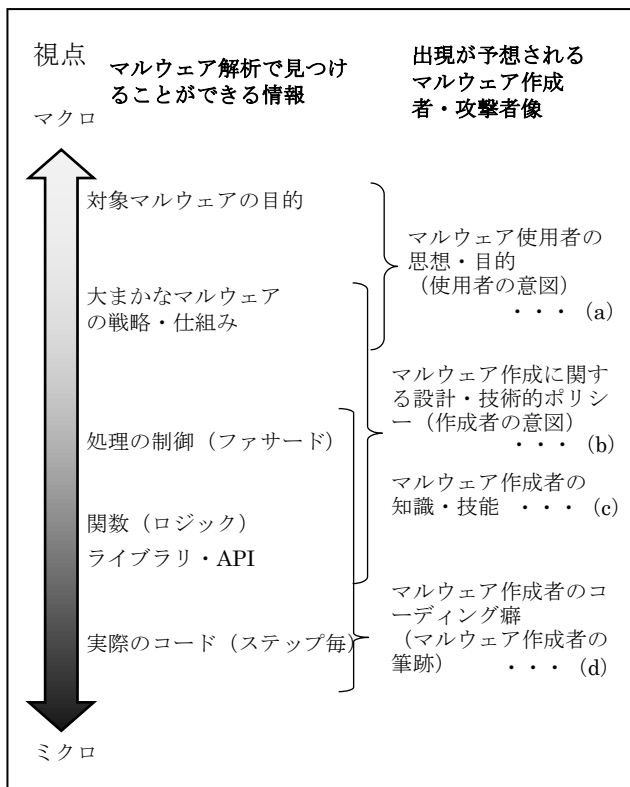 視点
マルウェア解析で見つけ
ることができる情報
出現が予想される
マルウェア作成
者・攻撃者像
マクロ
対象マルウェアの目的
大まかなマルウェア
の戦略・仕組み
処理の制御（ファサード）
関数（ロジック）
ライブラリ・API
実際のコード（ステップ毎）
ミクロ
マルウェア使用者の
思想・目的
（使用者の意図）
・・・（a）
マルウェア作成に関す
る設計・技術的ポリシ
ー（作成者の意図）
・・・（b）
マルウェア作成者の
知識・技能 ・・・（c）
マルウェア作成者のコ
ーディング癖
（マルウェア作成者の
筆跡） ・・・（d）